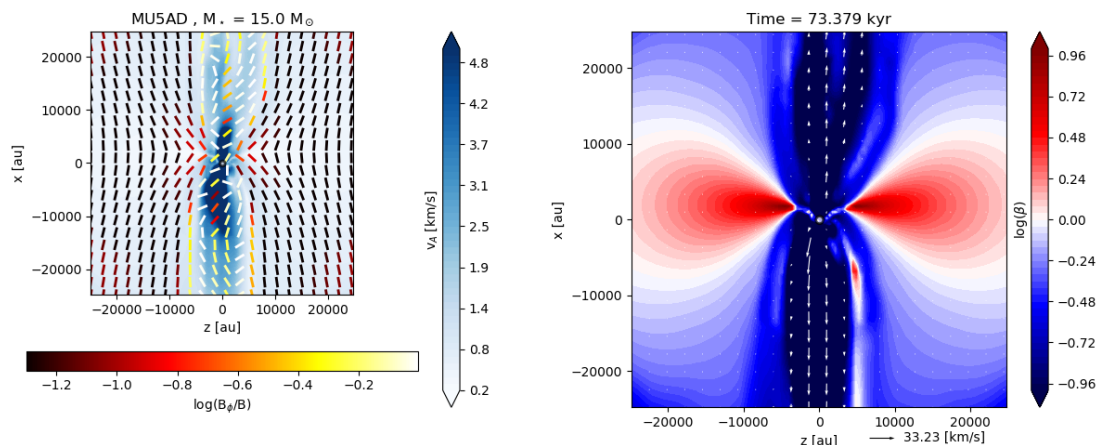 MU5AD , M⋆ = 15.0 M⊙
20000
10000
0
−10000
−20000
x [au]
−20000 −10000 0 10000 20000
z [au]
4.8
4.2
3.7
3.1
2.5
1.9
1.4
0.8
0.2
v_A [km/s]
−1.2 −1.0 −0.8 −0.6 −0.4 −0.2
log(B_ϕ/B)
Time = 73.379 kyr
20000
10000
0
−10000
−20000
x [au]
−20000 −10000 0 10000 20000
z [au]
33.23 [km/s]
0.96
0.72
0.48
0.24
0.00
−0.24
−0.48
−0.72
−0.96
log(β)